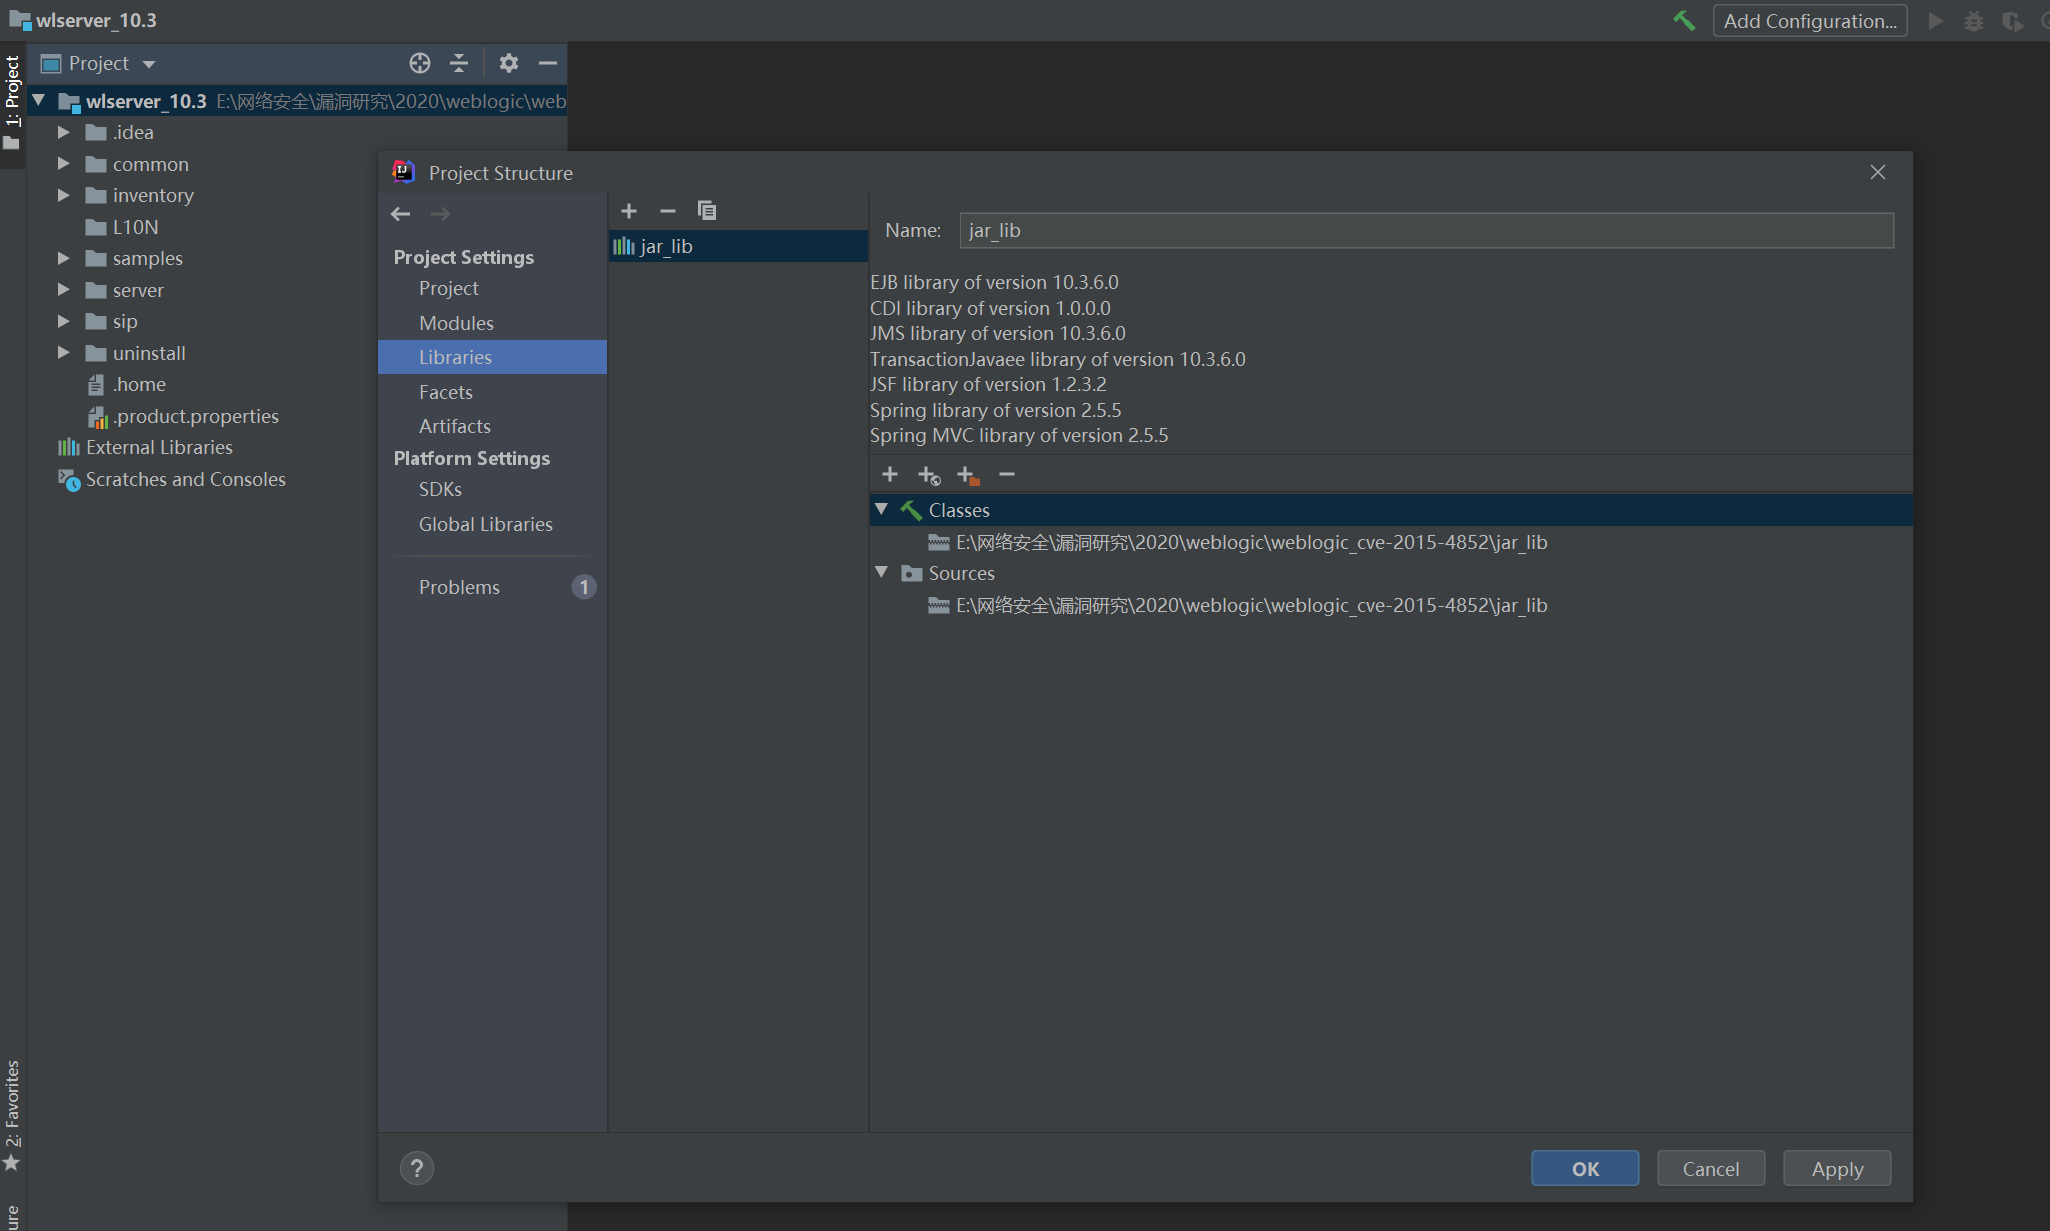 wlserver_10.3
Add Configuration...
1: Project
Project
wlserver_10.3 E:\网络安全\漏洞研究\2020\weblogic\web
.idea
common
inventory
L10N
samples
server
sip
uninstall
.home
.product.properties
External Libraries
Scratches and Consoles
2: Favorites
ure
Project Structure
Project Settings
Project
Modules
Libraries
Facets
Artifacts
Platform Settings
SDKs
Global Libraries
Problems 1
jar_lib
Name: jar_lib
EJB library of version 10.3.6.0
CDI library of version 1.0.0.0
JMS library of version 10.3.6.0
TransactionJavaee library of version 10.3.6.0
JSF library of version 1.2.3.2
Spring library of version 2.5.5
Spring MVC library of version 2.5.5
Classes
E:\网络安全\漏洞研究\2020\weblogic\weblogic_cve-2015-4852\jar_lib
Sources
E:\网络安全\漏洞研究\2020\weblogic\weblogic_cve-2015-4852\jar_lib
?
OK
Cancel
Apply